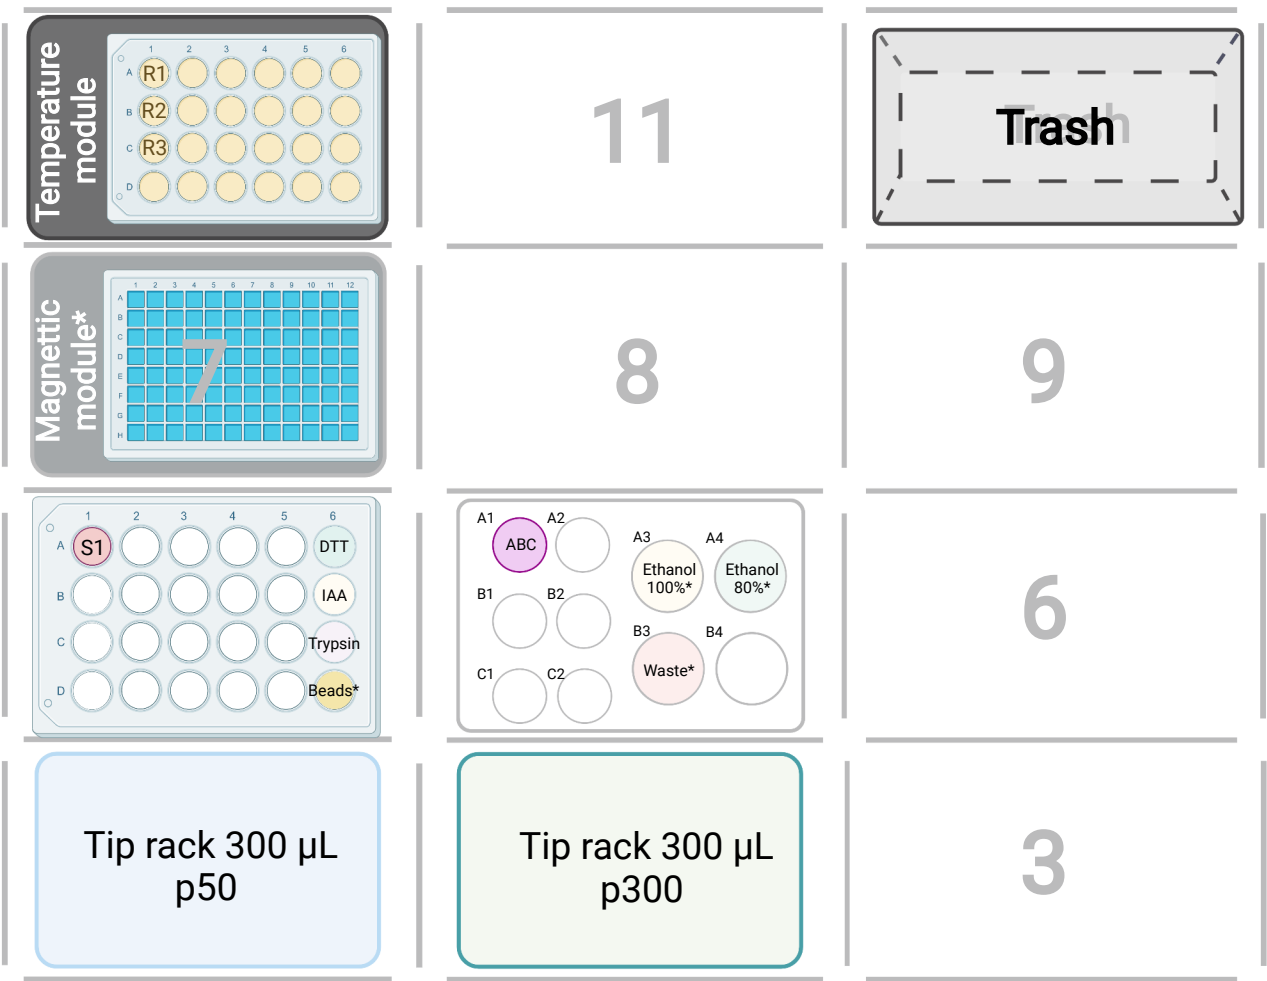 Temperature
module
1 2 3 4 5 6
A R1
B R2
C R3
D
11
Trash
Trash
Magnettic
module*
1 2 3 4 5 6 7 8 9 10 11 12
A
B
C
D
E
F
G
H
7
8
9
1 2 3 4 5 6
A S1 DTT
B IAA
C Trypsin
D Beads*
A1 ABC A2
A3 Ethanol
100%*
A4 Ethanol
80%*
B1 B2
B3 Waste*
B4
C1 C2
6
Tip rack 300 µL
p50
Tip rack 300 µL
p300
3